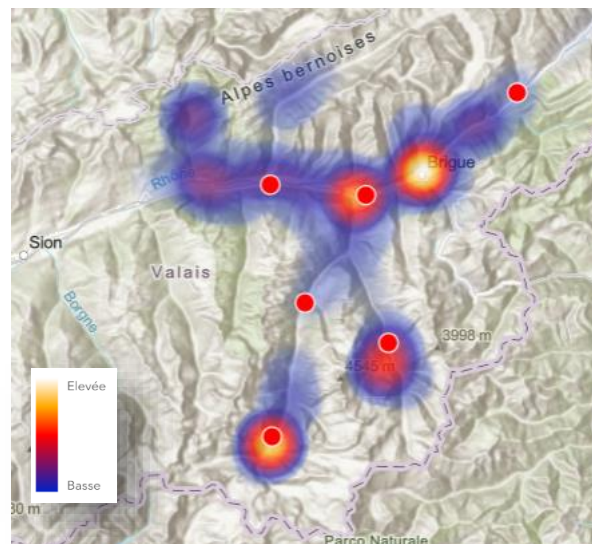 Alpes bernoises
Brigue
Rhône
Sion
Valais
Borgne
3998 m
4545 m
Elevée
Basse
30 m
Parco Naturale